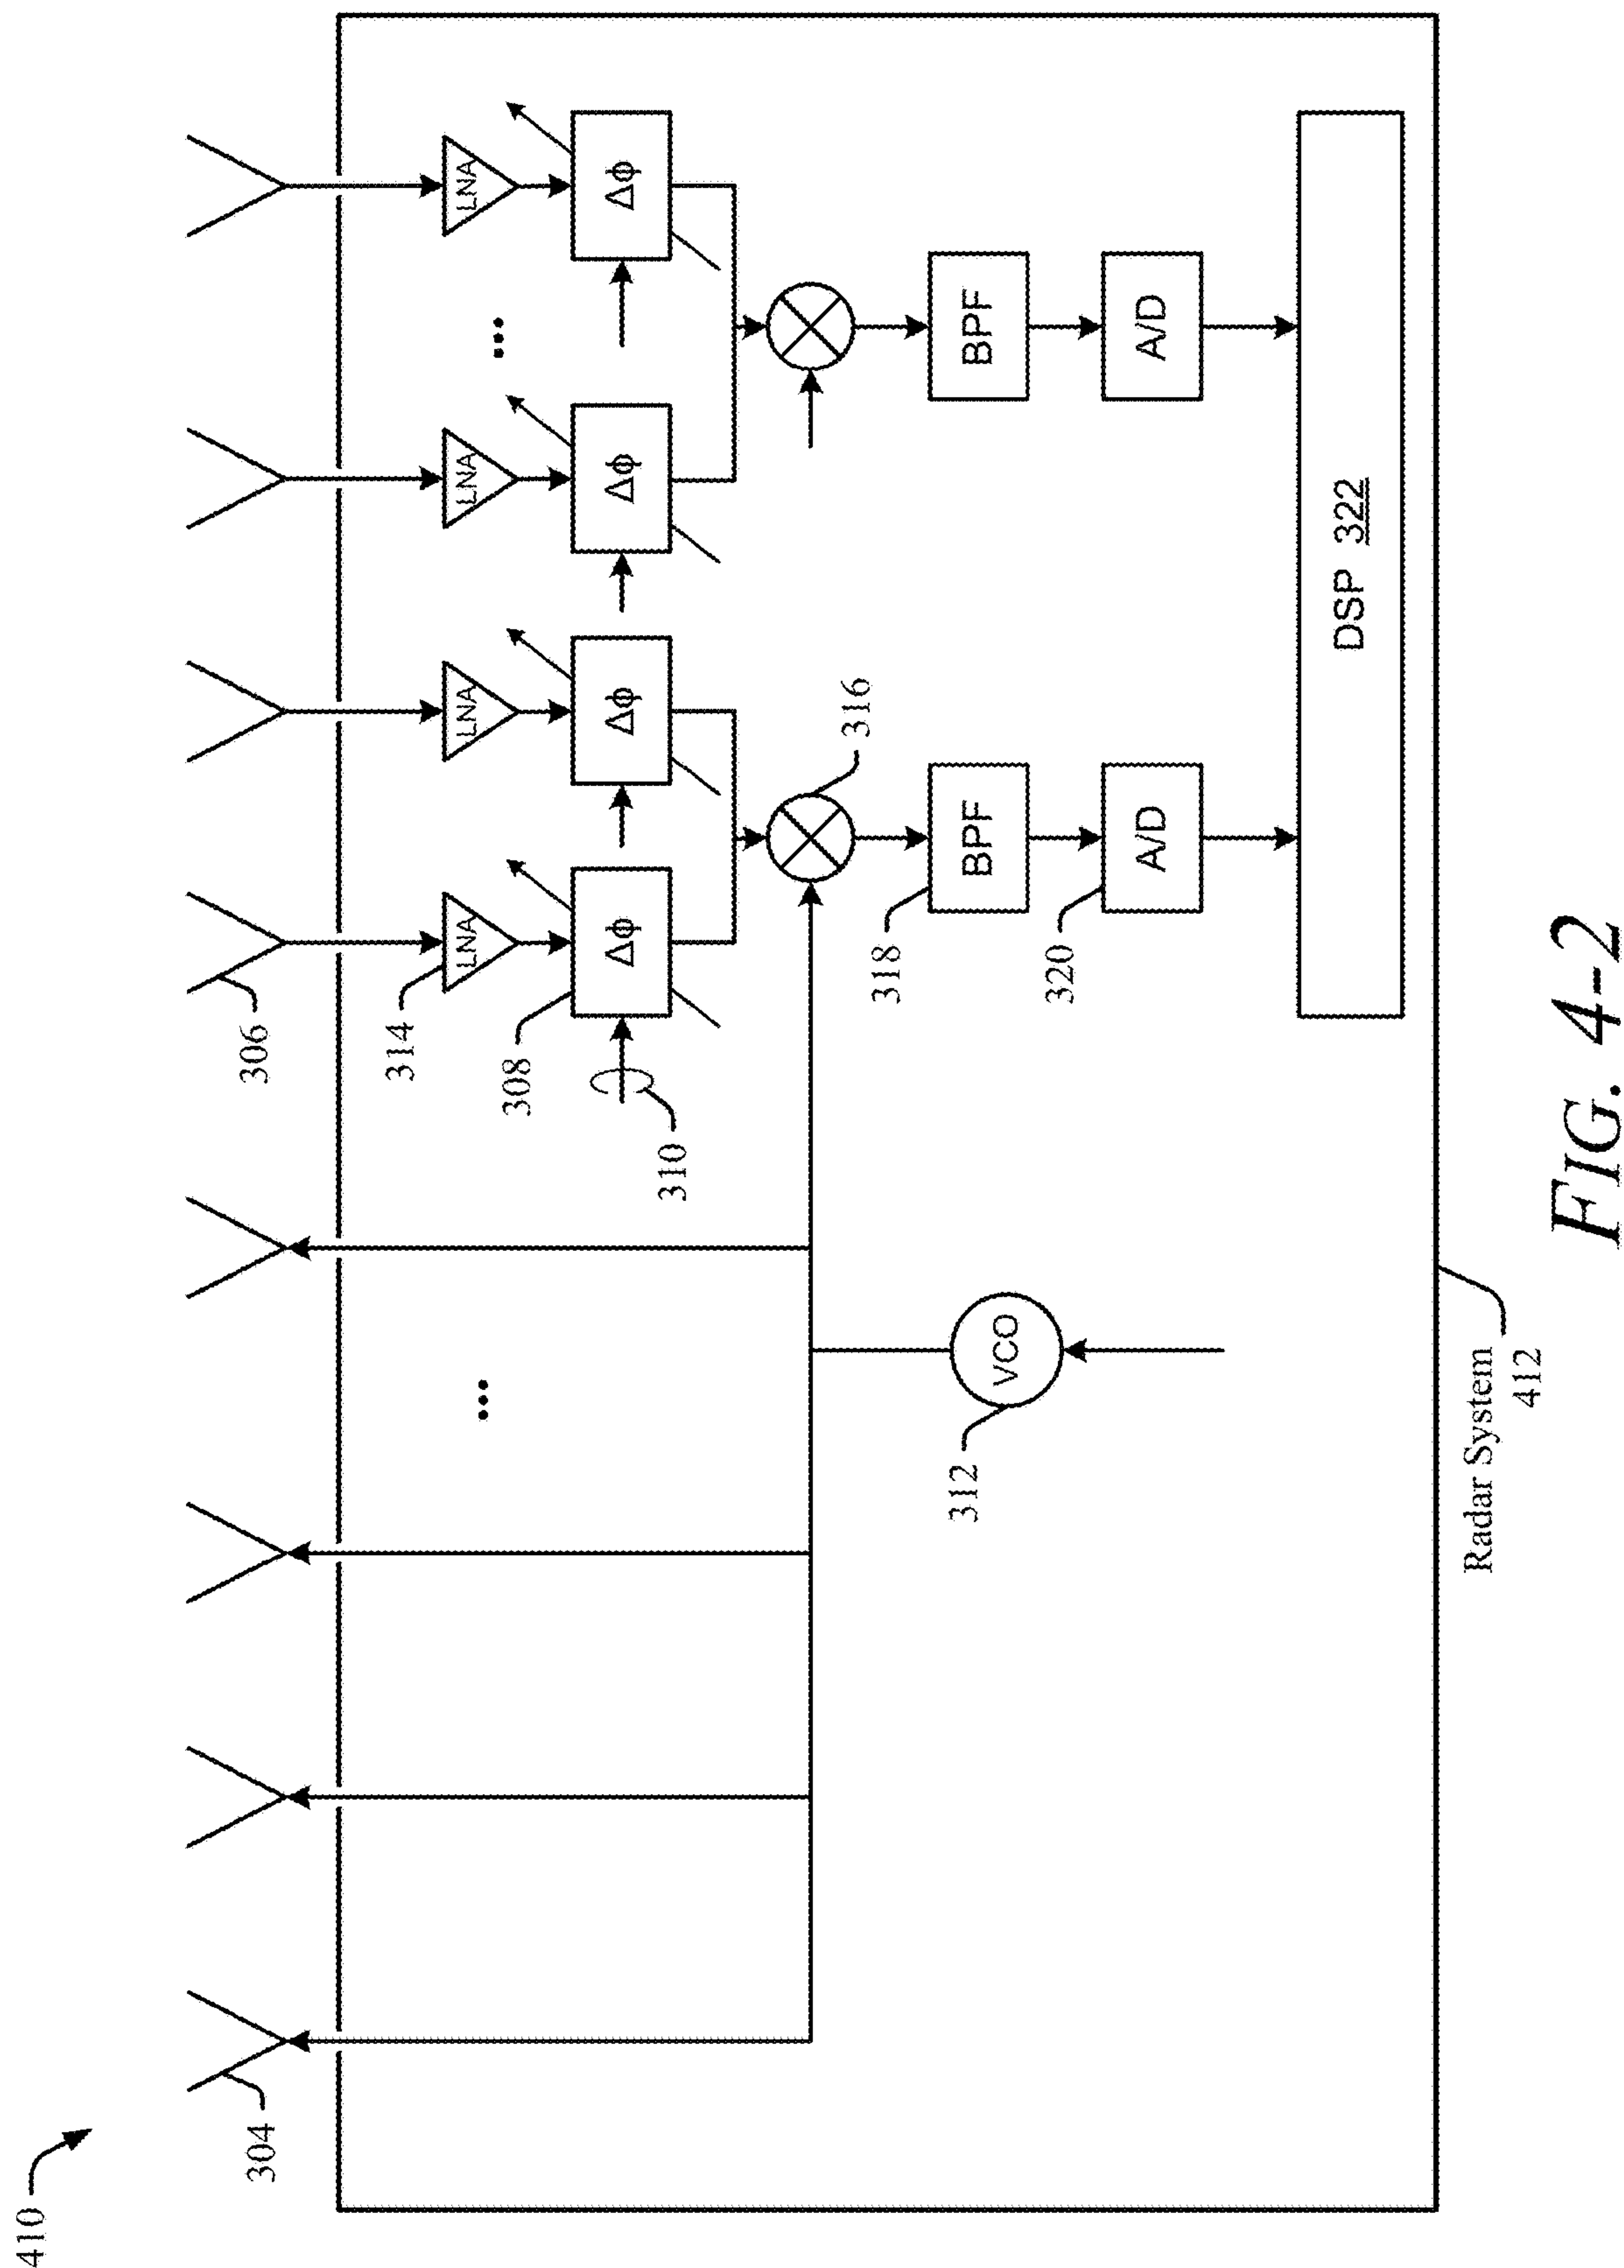 410
304
306
314
LNA
LNA
LNA
LNA
308
Δϕ
Δϕ
Δϕ
Δϕ
...
...
310
316
312
VCO
318
BPF
BPF
320
A/D
A/D
DSP 322
Radar System
412
FIG. 4-2